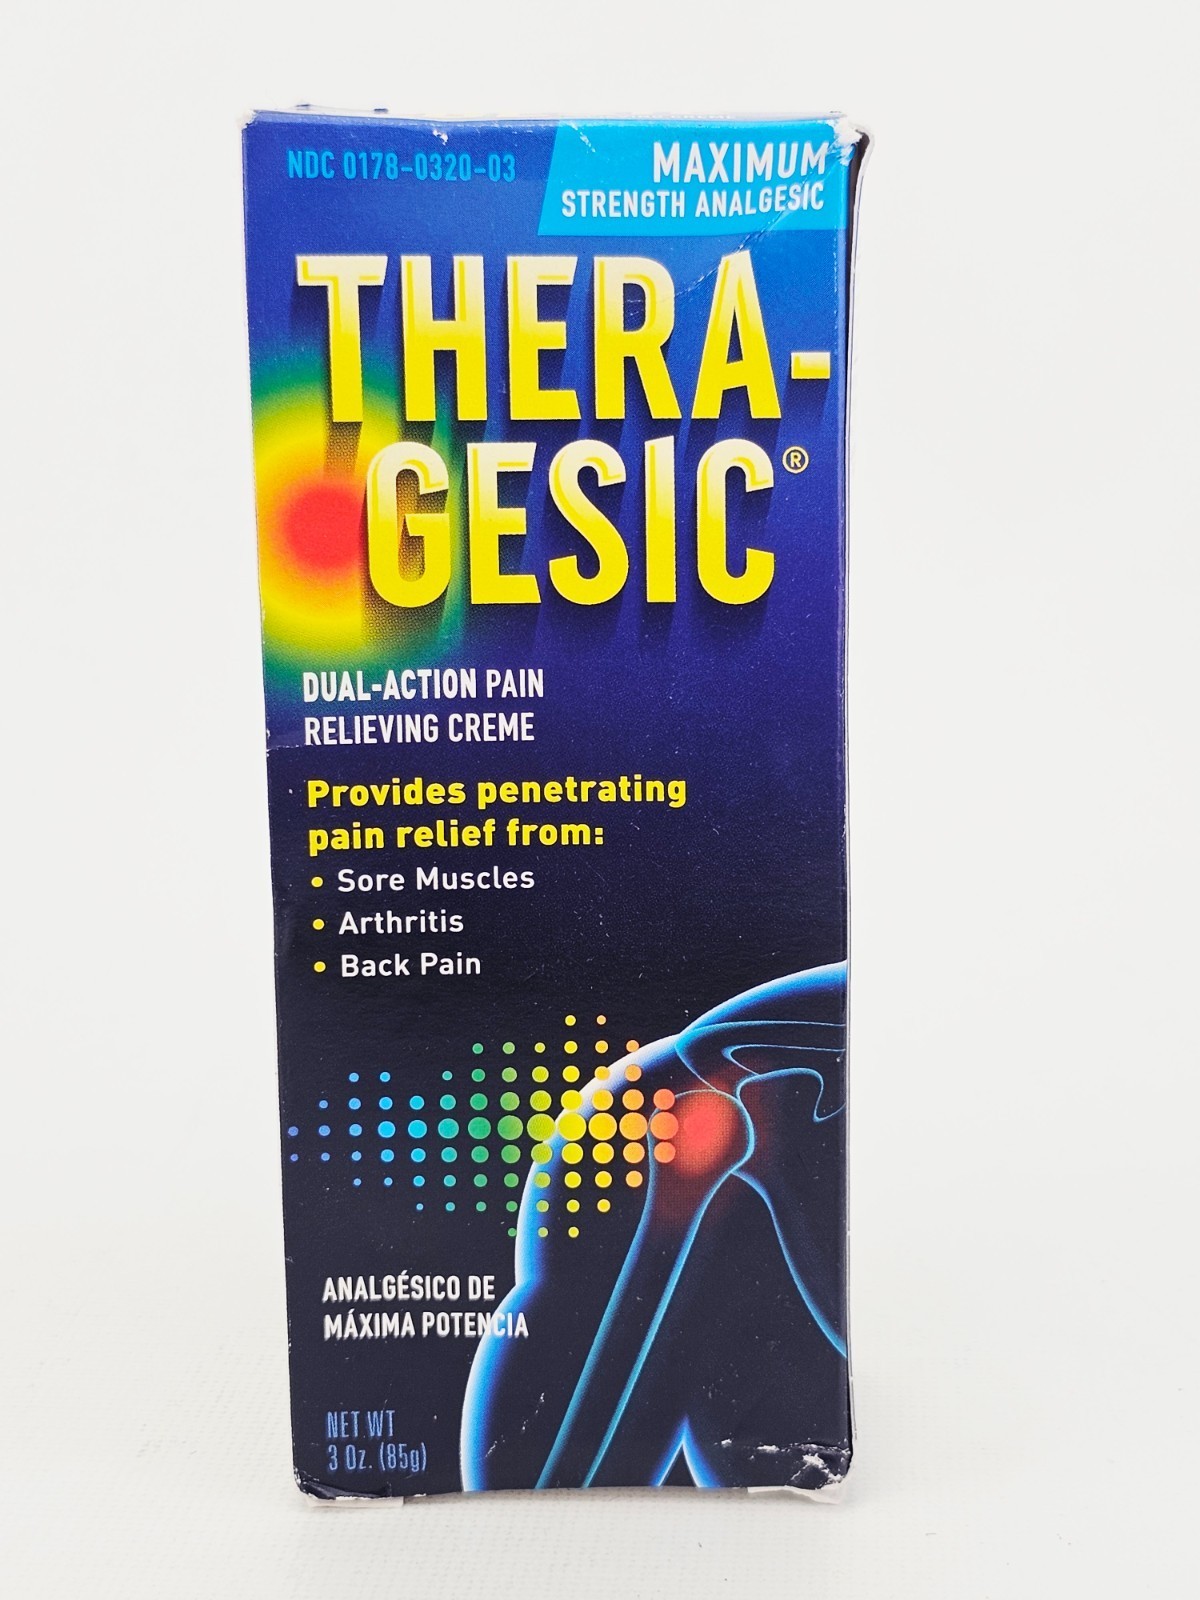 NDC 0178-0320-03
MAXIMUM
STRENGTH ANALGESIC
THERA-
GESIC®
DUAL-ACTION PAIN
RELIEVING CREME
Provides penetrating
pain relief from:
• Sore Muscles
• Arthritis
• Back Pain
ANALGÉSICO DE
MÁXIMA POTENCIA
NET WT
3 Oz. (85g)